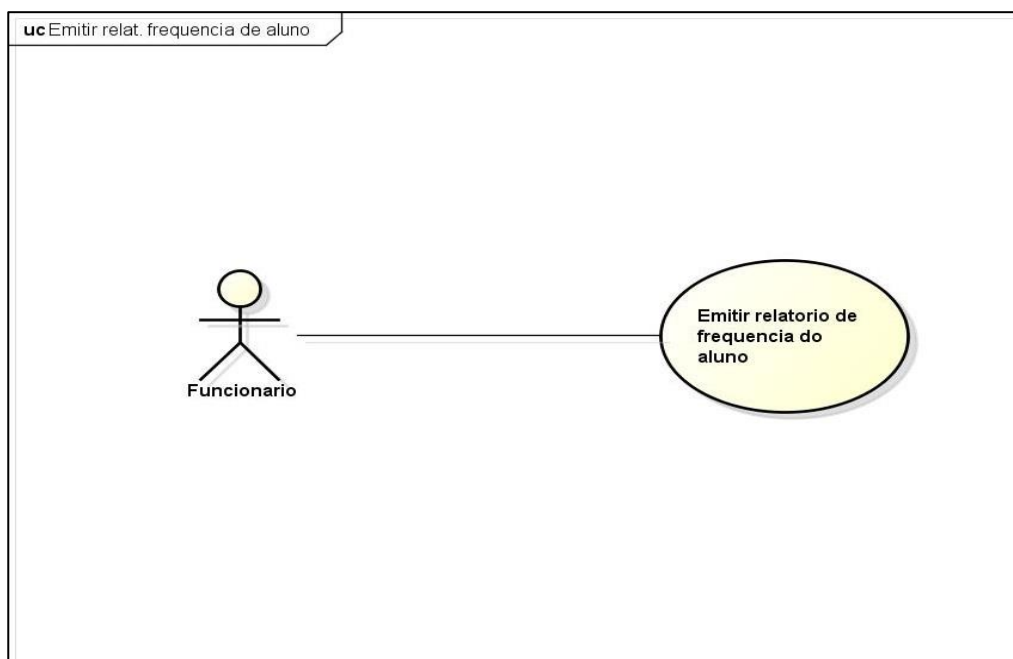 uc Emitir relat. frequencia de aluno
Funcionario
Emitir relatorio de
frequencia do
aluno